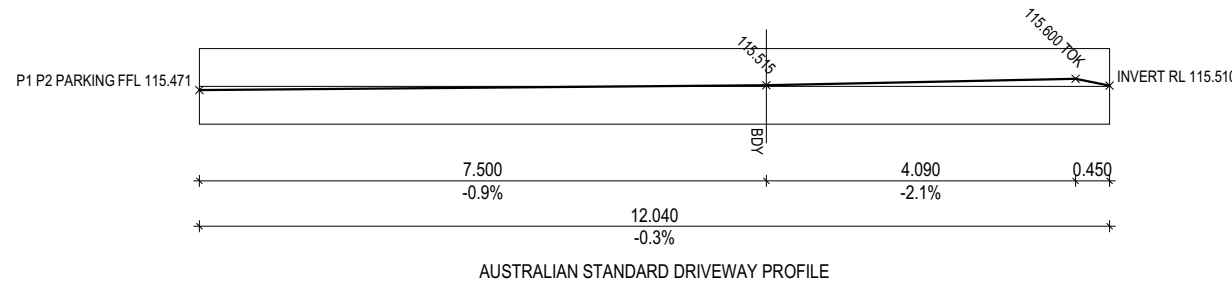 115.600 TOK
115.515
P1 P2 PARKING FFL 115.471
INVERT RL 115.510
BDY
7.500
4.090
0.450
-0.9%
-2.1%
12.040
-0.3%
AUSTRALIAN STANDARD DRIVEWAY PROFILE